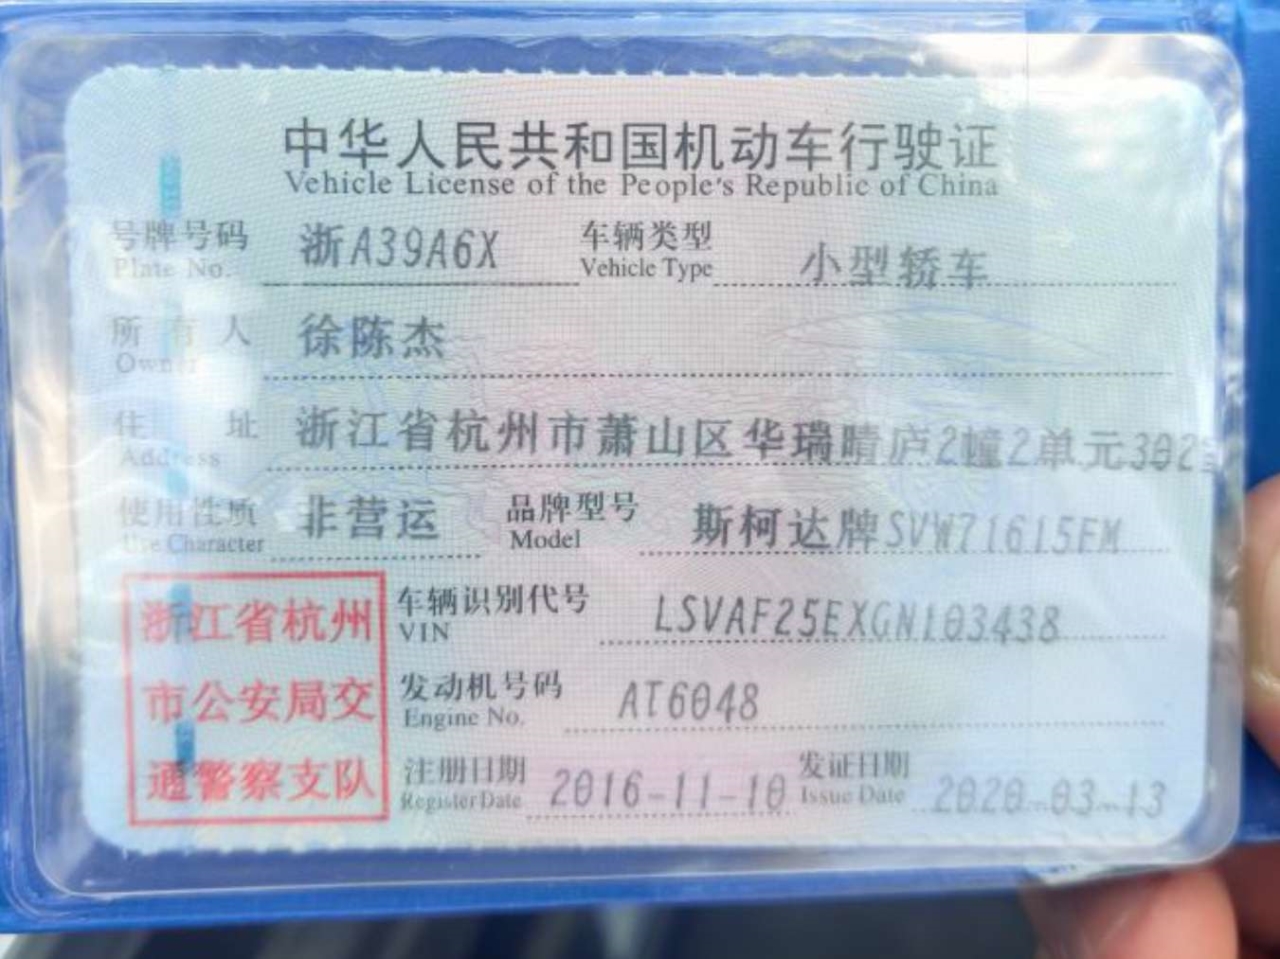 中华人民共和国机动车行驶证
Vehicle License of the People's Republic of China
号牌号码 浙A39A6X 车辆类型 小型轿车
Plate No. Vehicle Type
所有人 徐陈杰
Owner
住址 浙江省杭州市萧山区华瑞晴庐2幢2单元302
Address
使用性质 非营运 品牌型号 斯柯达牌SVW71615FM
Use Character Model
浙江省杭州
市公安局交
通警察支队
车辆识别代号 LSVAF25EXGN103438
VIN
发动机号码 AT6048
Engine No.
注册日期 2016-11-10 发证日期 2020-03-13
Register Date Issue Date